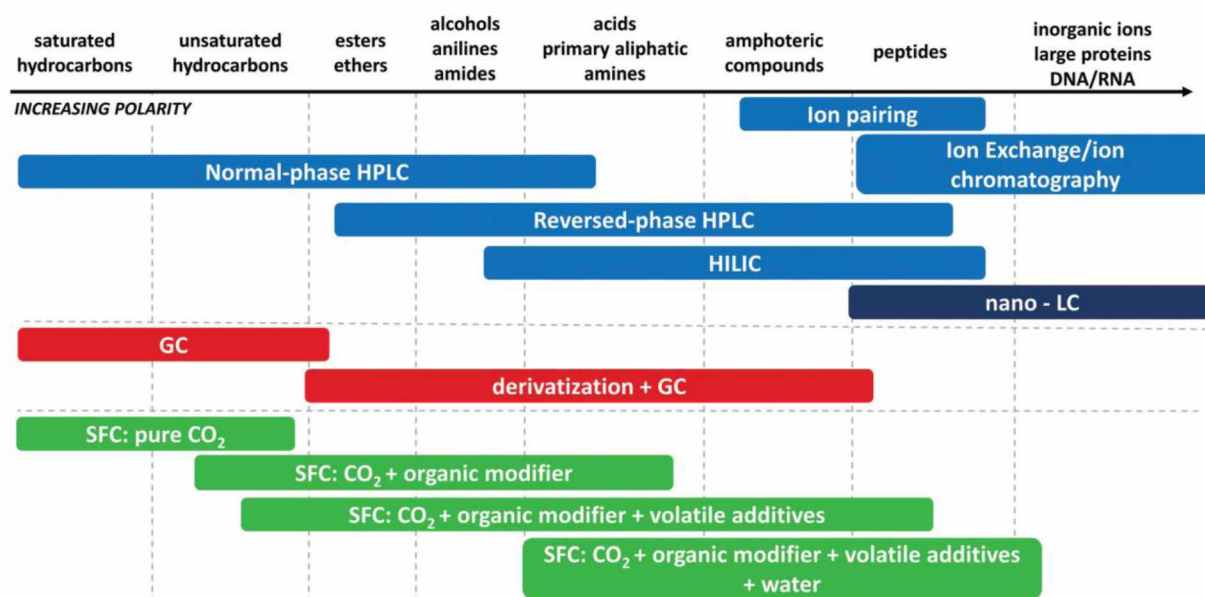 saturated
hydrocarbons
unsaturated
hydrocarbons
esters
ethers
alcohols
anilines
amides
acids
primary aliphatic
amines
amphoteric
compounds
peptides
inorganic ions
large proteins
DNA/RNA
INCREASING POLARITY
Ion pairing
Ion Exchange/ion
chromatography
Normal-phase HPLC
Reversed-phase HPLC
HILIC
nano - LC
GC
derivatization + GC
SFC: pure CO₂
SFC: CO₂ + organic modifier
SFC: CO₂ + organic modifier + volatile additives
SFC: CO₂ + organic modifier + volatile additives
+ water